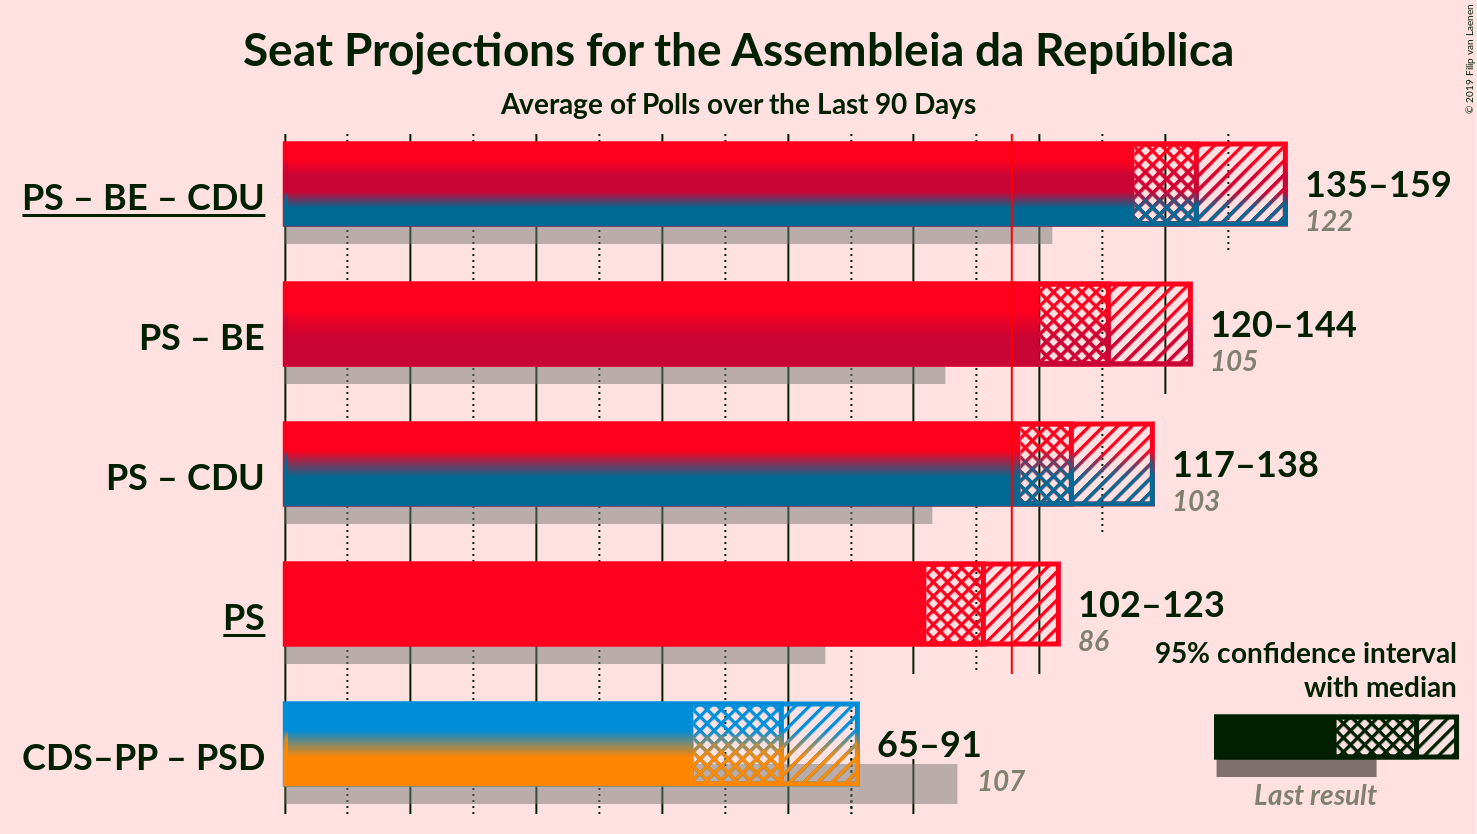 Seat Projections for the Assembleia da República
Average of Polls over the Last 90 Days
© 2019 Filip van Laenen
PS – BE – CDU
135–159
122
PS – BE
120–144
105
PS – CDU
117–138
103
PS
102–123
86
CDS–PP – PSD
65–91
107
95% confidence interval
with median
Last result